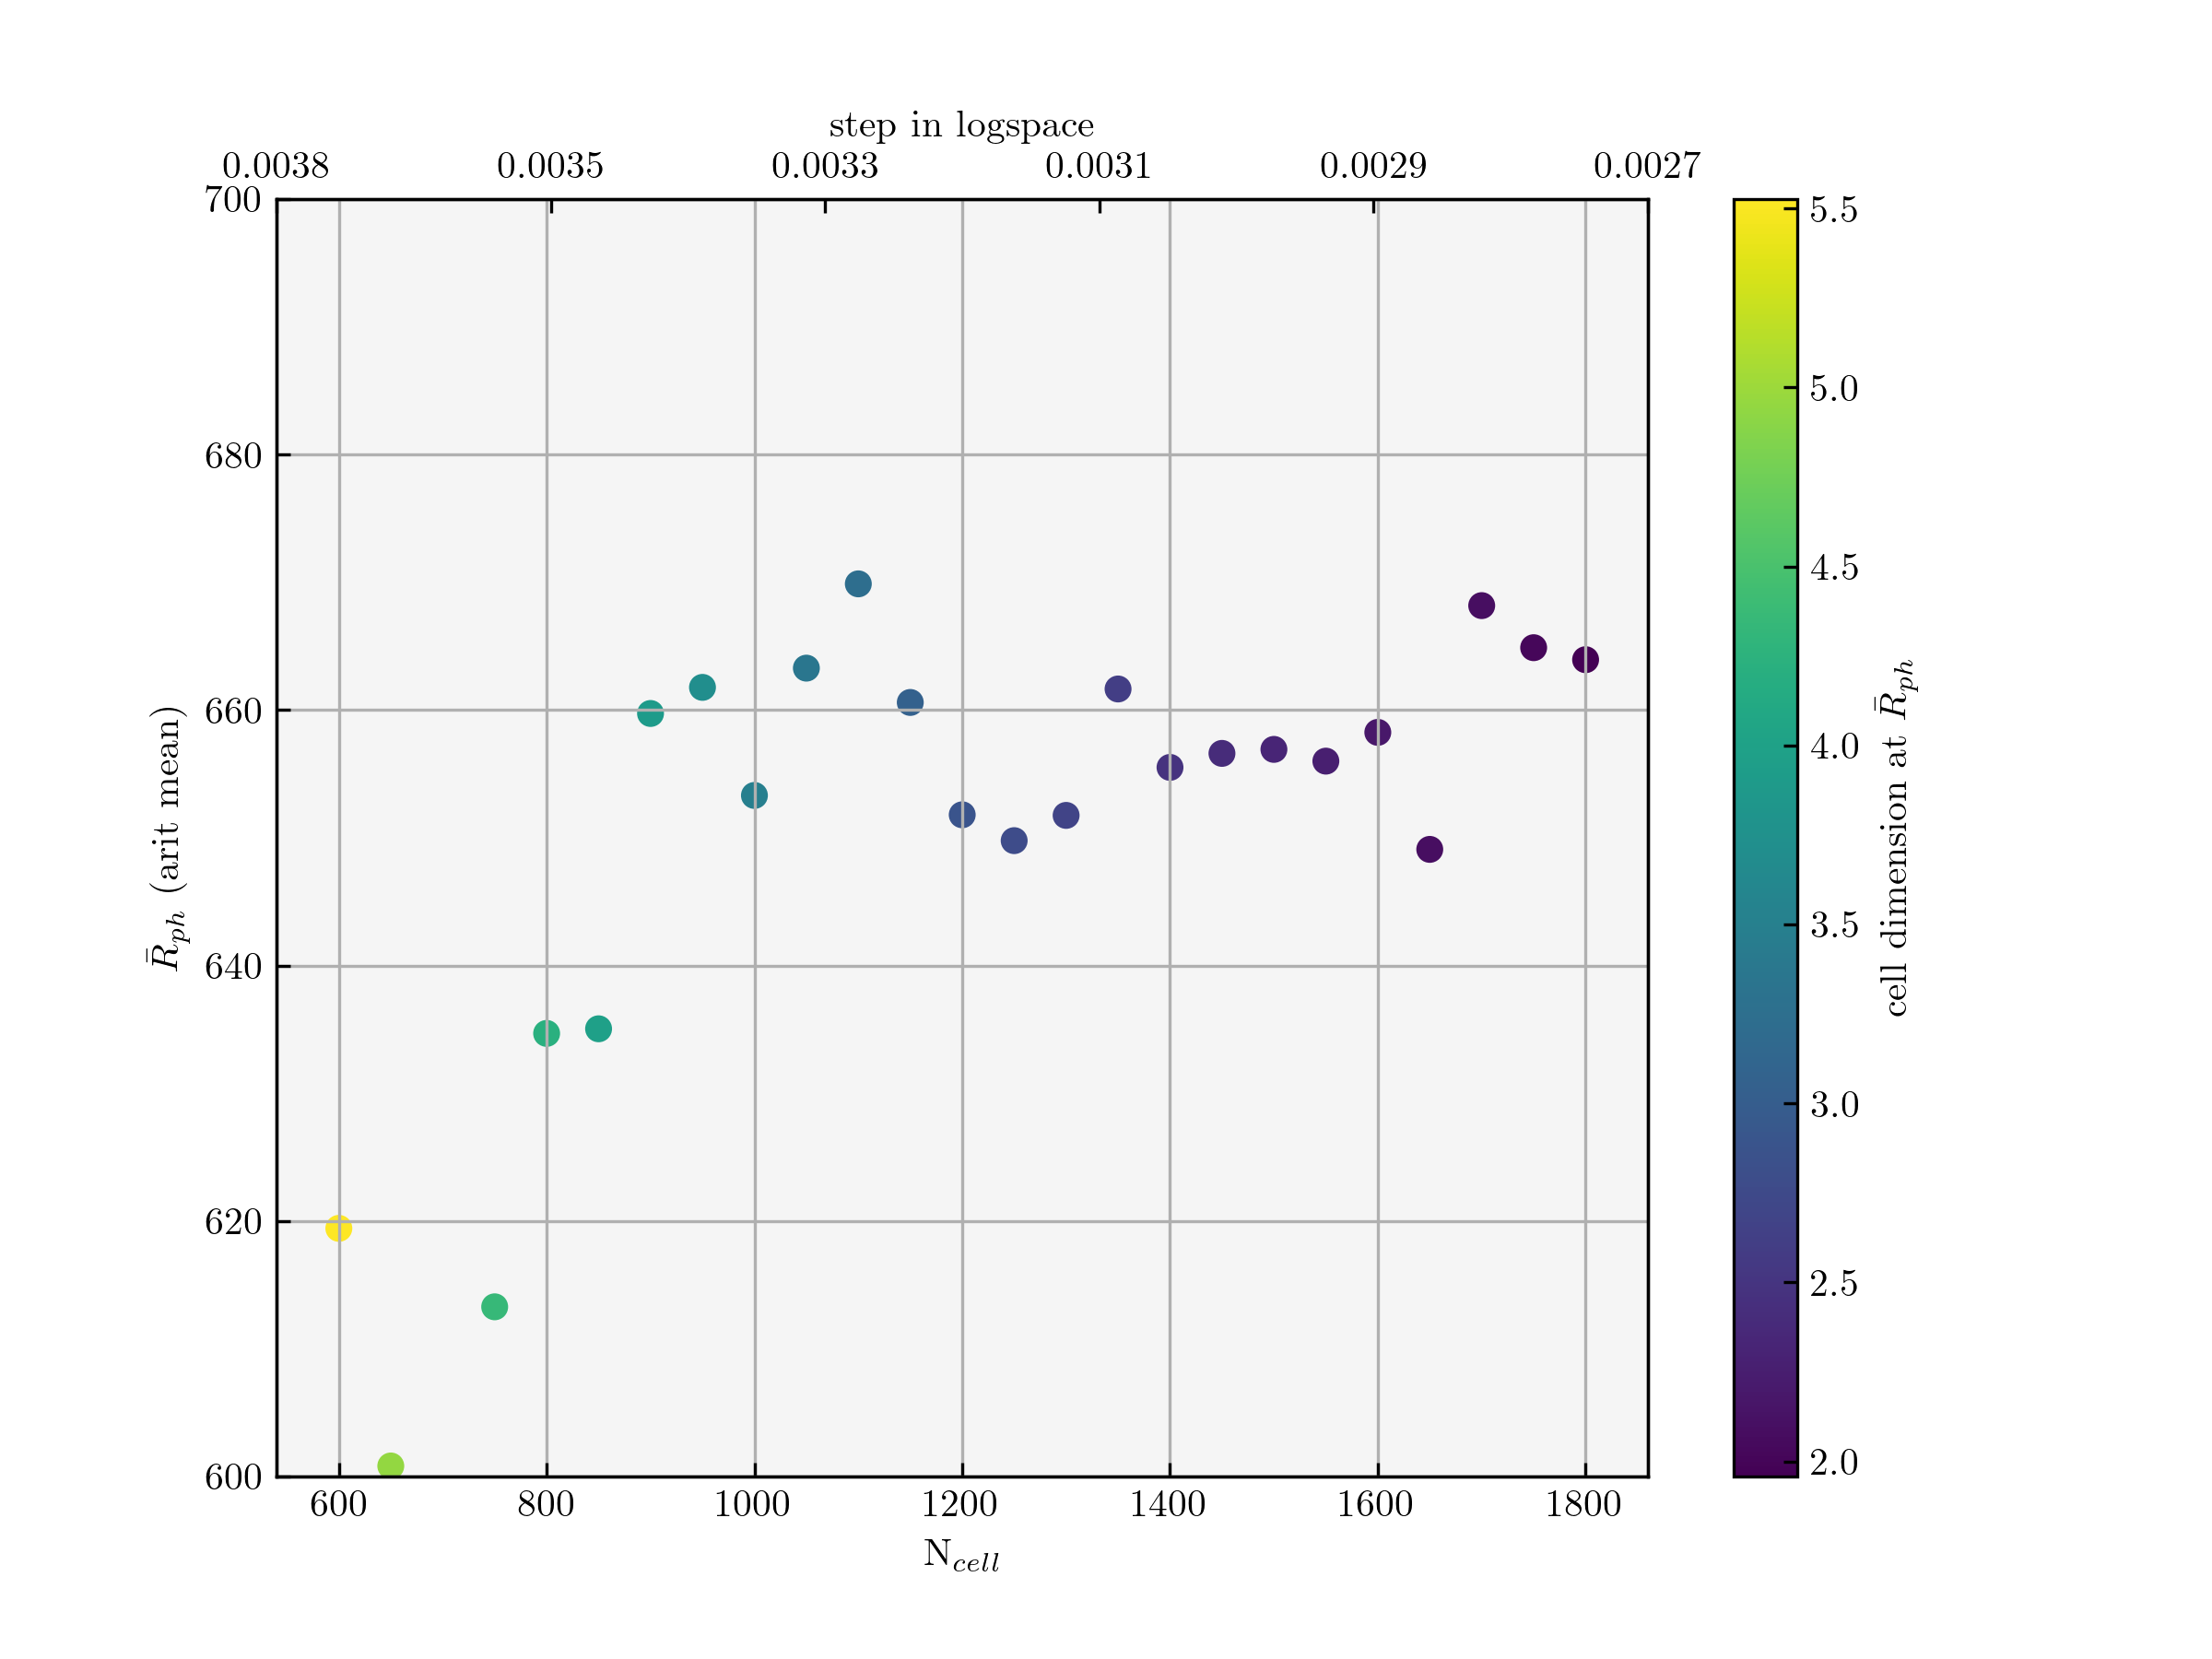 step in logspace
0.0038 0.0035 0.0033 0.0031 0.0029 0.0027
700
680
660
640
620
600
R̄ₚₕ (arit mean)
600 800 1000 1200 1400 1600 1800
N_cell
5.5
5.0
4.5
4.0
3.5
3.0
2.5
2.0
cell dimension at R̄ₚₕ